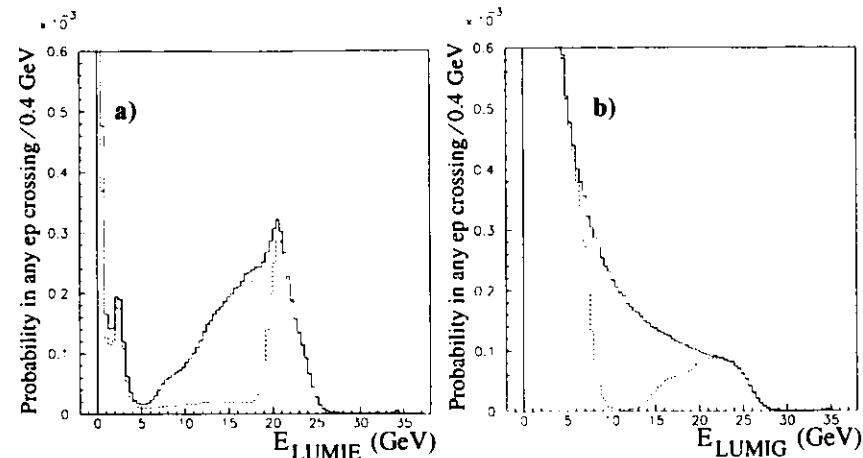 × 10⁻³
Probability in any ep crossing/0.4 GeV
0.6
0.5
0.4
0.3
0.2
0.1
0
a)
0 5 10 15 20 25 30 35
E_LUMIE (GeV)
× 10⁻³
Probability in any ep crossing/0.4 GeV
0.6
0.5
0.4
0.3
0.2
0.1
0
b)
0 5 10 15 20 25 30 35
E_LUMIG (GeV)